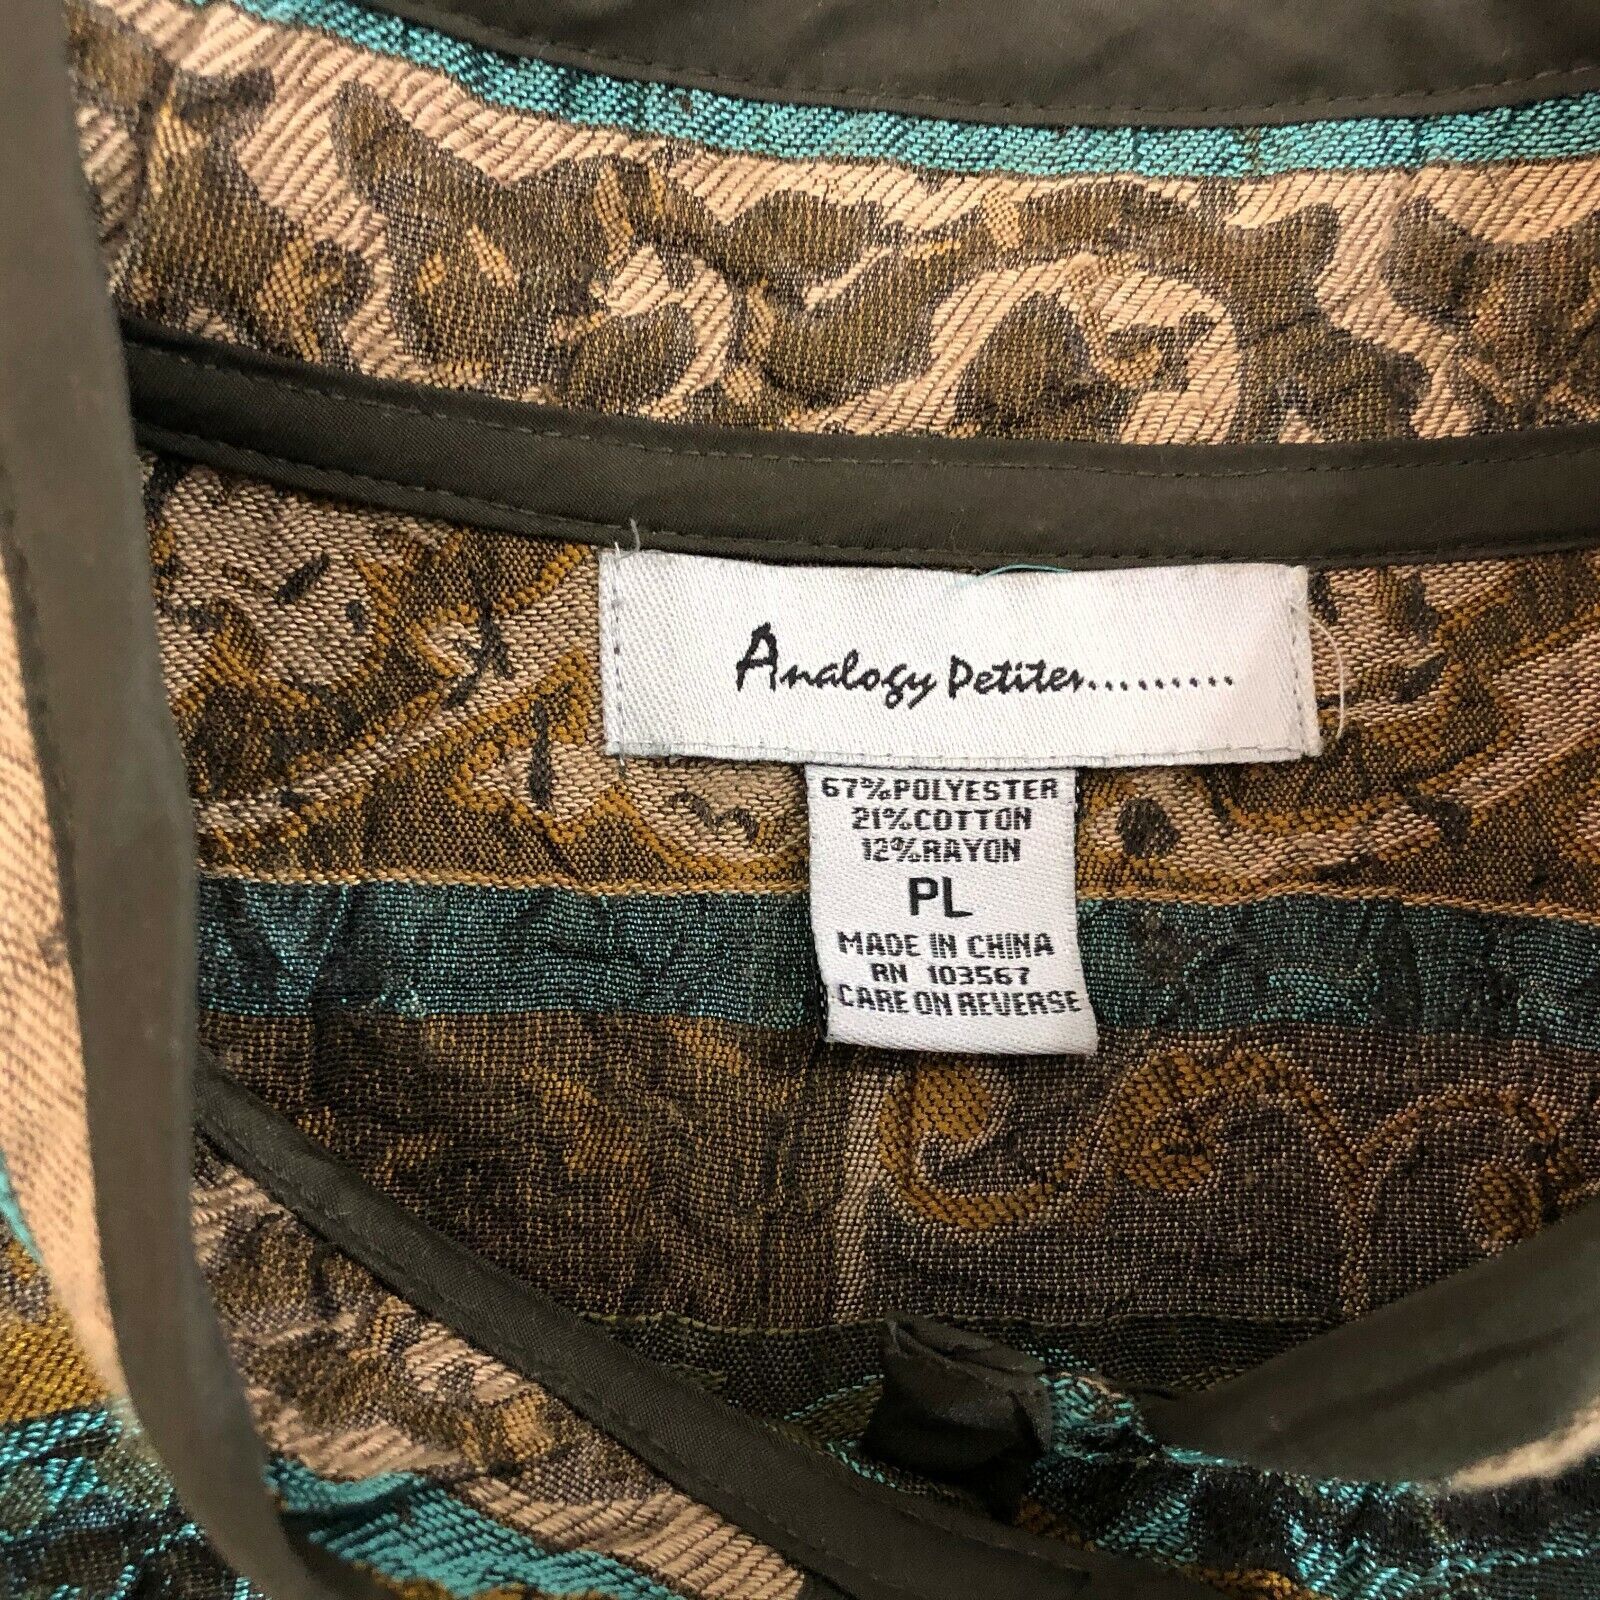 Analogy Petites.........
67%POLYESTER
21%COTTON
12%RAYON
PL
MADE IN CHINA
RN 103567
CARE ON REVERSE